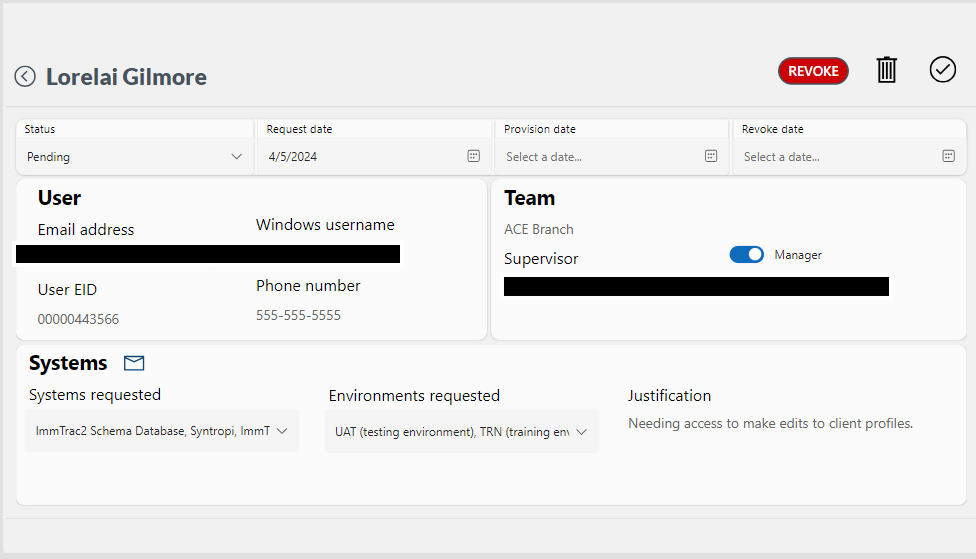 Lorelai Gilmore
REVOKE
Status
Request date
Provision date
Revoke date
Pending
4/5/2024
Select a date...
Select a date...
User
Team
Email address
Windows username
ACE Branch
Supervisor
Manager
User EID
Phone number
00000443566
555-555-5555
Systems
Systems requested
Environments requested
Justification
ImmTrac2 Schema Database, Syntropi, ImmT
UAT (testing environment), TRN (training env
Needing access to make edits to client profiles.